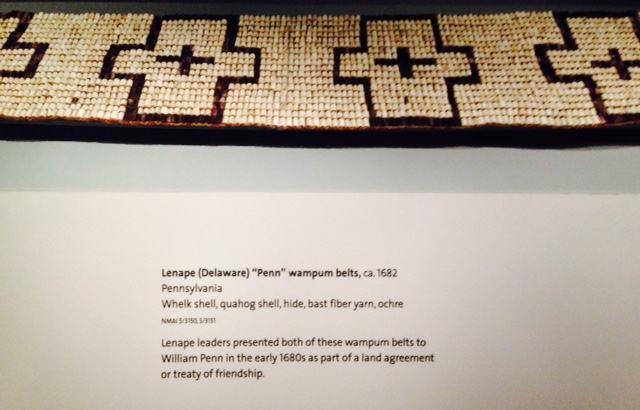 Lenape (Delaware) “Penn” wampum belts, ca. 1682
Pennsylvania
Whelk shell, quahog shell, hide, bast fiber yarn, ochre
NMAI 5/3150, 5/3151
Lenape leaders presented both of these wampum belts to
William Penn in the early 1680s as part of a land agreement
or treaty of friendship.